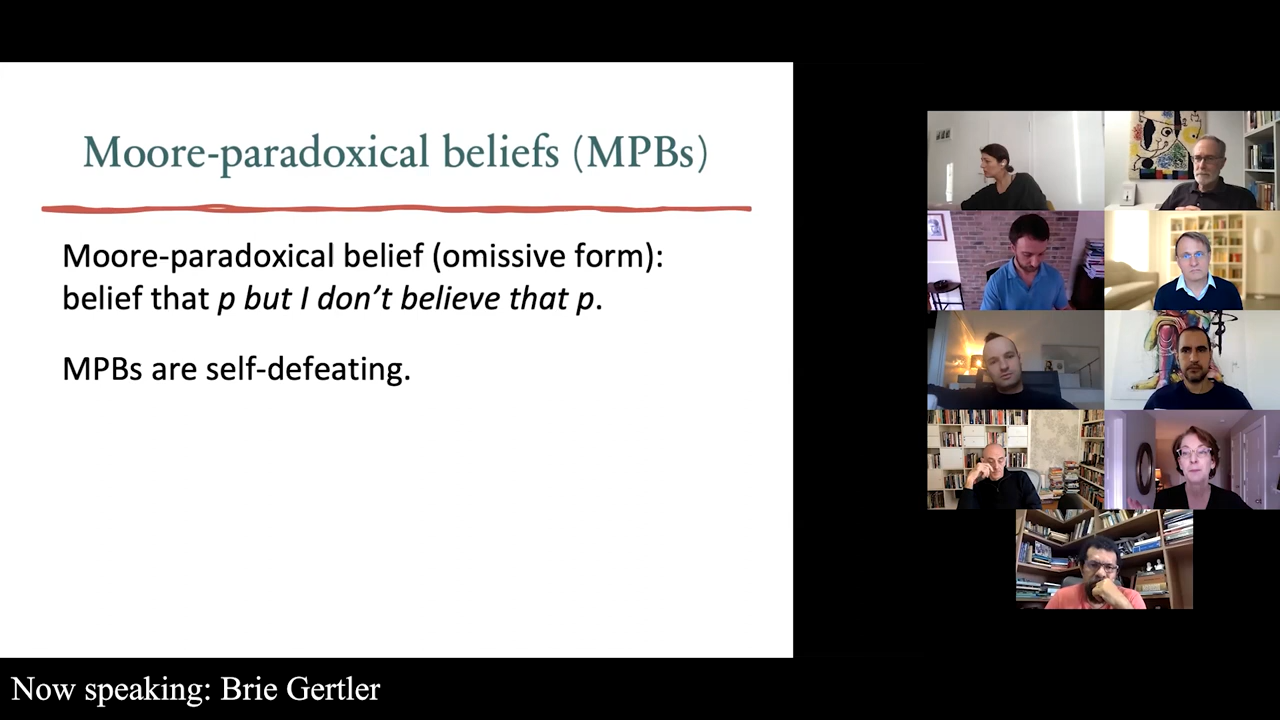 Moore-paradoxical beliefs (MPBs)
Moore-paradoxical belief (omissive form):
belief that p but I don’t believe that p.
MPBs are self-defeating.
Now speaking: Brie Gertler